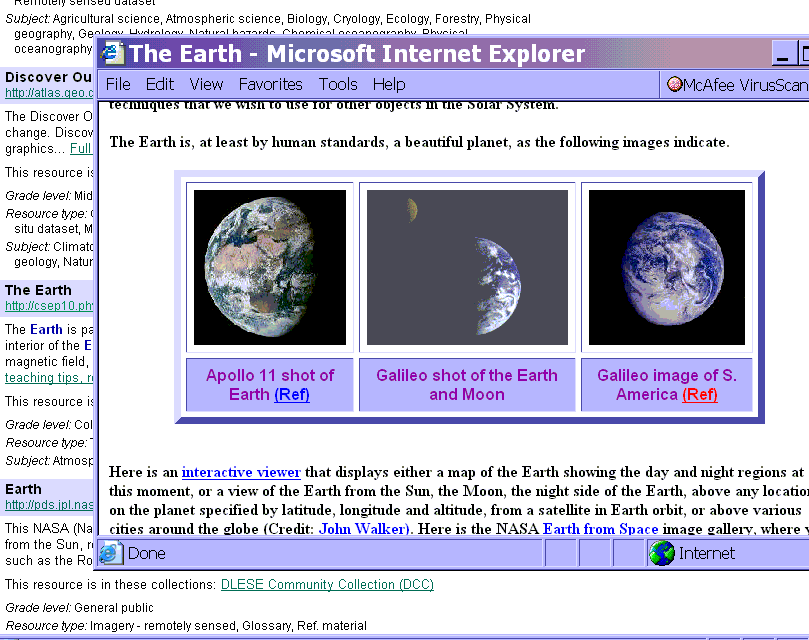 Remotely sensed dataset
Subject: Agricultural science, Atmospheric science, Biology, Cryology, Ecology, Forestry, Physical
geography, Geology, Hydrology, Natural hazards, Chemical oceanography, Physical
oceanography
Discover Ou
http://atlas.geo.c
The Discover O
change. Discov
graphics... Full
This resource is
Grade level: Mid
Resource type:
situ dataset, M
Subject: Climato
geology, Natur
The Earth
http://csep10.phy
The Earth is pa
interior of the E
magnetic field,
teaching tips, re
This resource is
Grade level: Col
Resource type: T
Subject: Atmosp
Earth
http://pds.jpl.nas
This NASA (Na
from the Sun, r
such as the Ro
This resource is in these collections: DLESE Community Collection (DCC)
Grade level: General public
Resource type: Imagery - remotely sensed, Glossary, Ref. material
The Earth - Microsoft Internet Explorer
File Edit View Favorites Tools Help
McAfee VirusScan
techniques that we wish to use for other objects in the Solar System.
The Earth is, at least by human standards, a beautiful planet, as the following images indicate.
Apollo 11 shot of
Earth (Ref)
Galileo shot of the Earth
and Moon
Galileo image of S.
America (Ref)
Here is an interactive viewer that displays either a map of the Earth showing the day and night regions at
this moment, or a view of the Earth from the Sun, the Moon, the night side of the Earth, above any location
on the planet specified by latitude, longitude and altitude, from a satellite in Earth orbit, or above various
cities around the globe (Credit: John Walker). Here is the NASA Earth from Space image gallery, where y
Done
Internet